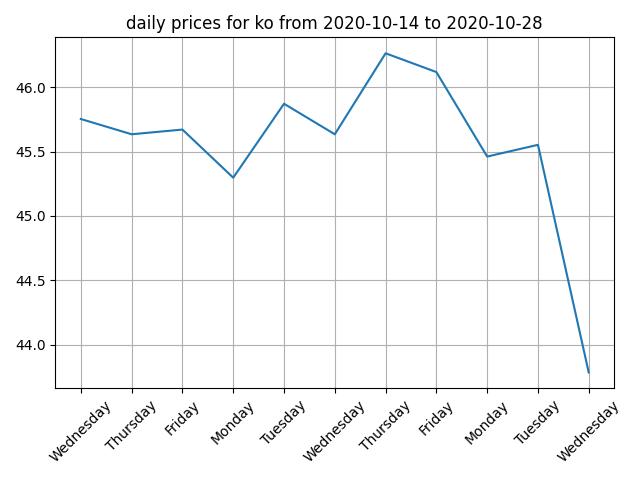 daily prices for ko from 2020-10-14 to 2020-10-28
46.0
45.5
45.0
44.5
44.0
Wednesday
Thursday
Friday
Monday
Tuesday
Wednesday
Thursday
Friday
Monday
Tuesday
Wednesday